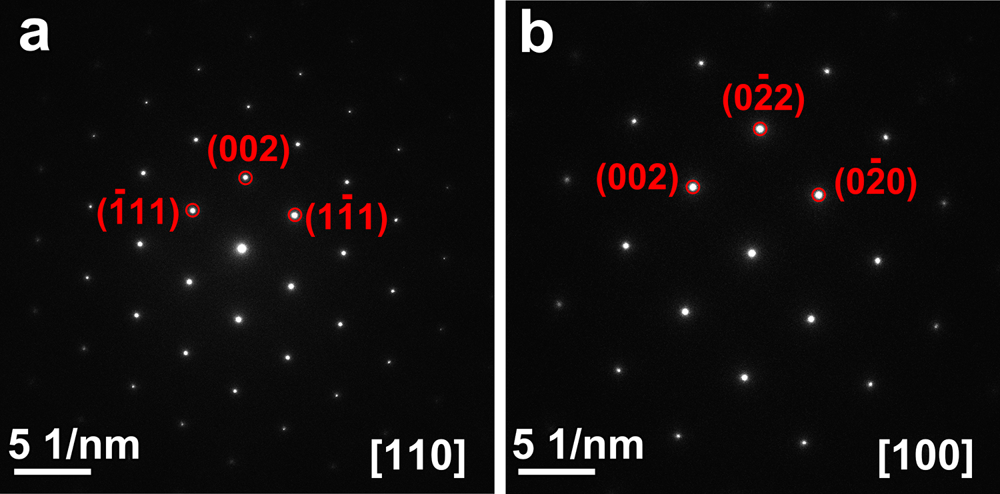 a
(002)
(1̄11)
(11̄1)
5 1/nm
[110]
b
(02̄2)
(002)
(02̄0)
5 1/nm
[100]